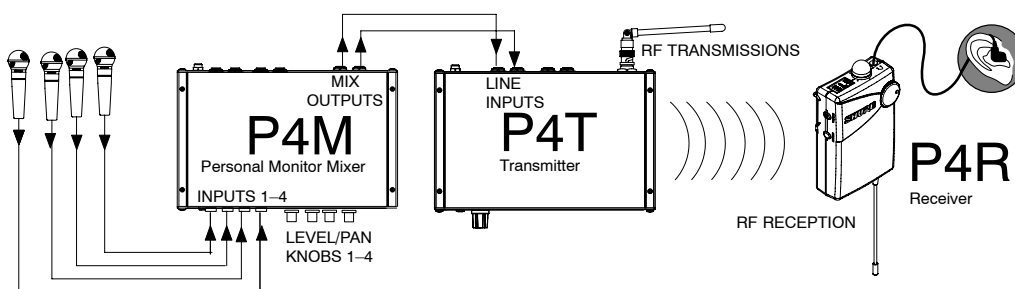 MIX
OUTPUTS
P4M
Personal Monitor Mixer
INPUTS 1–4
LEVEL/PAN
KNOBS 1–4
LINE
INPUTS
P4T
Transmitter
RF TRANSMISSIONS
SHURE
P4R
Receiver
RF RECEPTION